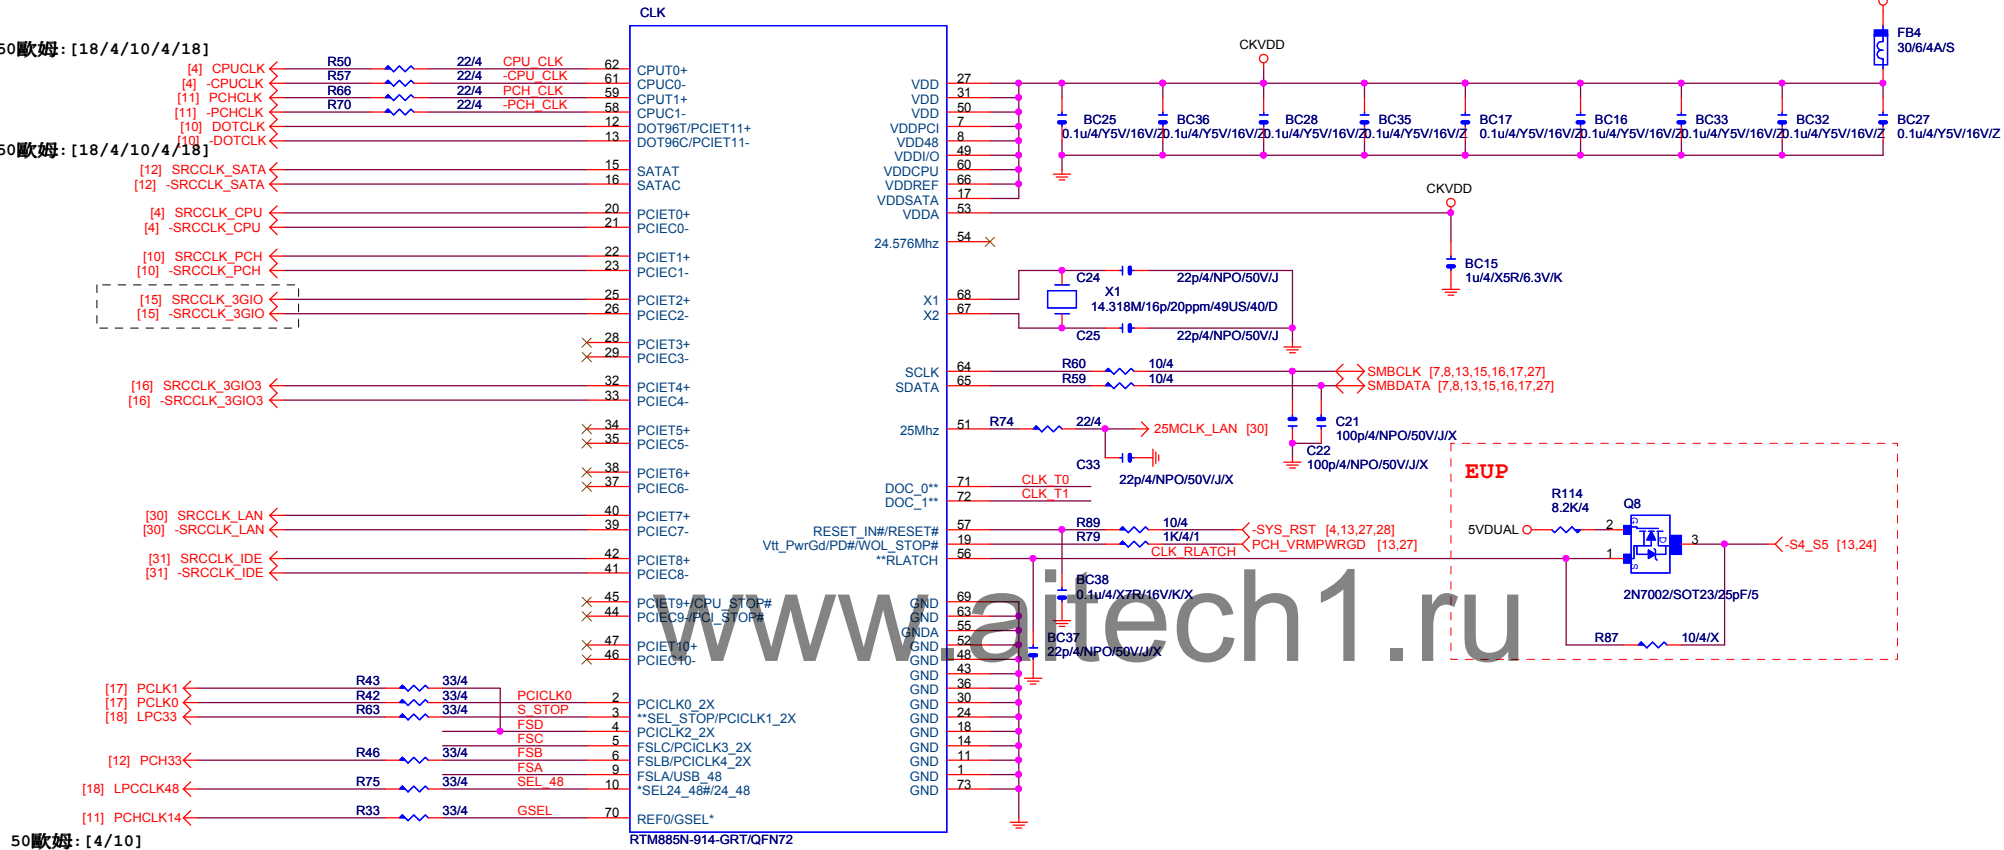 CLK
50歐姆:[18/4/10/4/18]
[4] CPUCLK R50 22/4 CPU_CLK 62 CPUT0+
[4] -CPUCLK R57 22/4 -CPU_CLK 61 CPUC0-
[11] PCHCLK R66 22/4 PCH_CLK 59 CPUT1+
[11] -PCHCLK R70 22/4 -PCH_CLK 58 CPUC1-
[10] DOTCLK 12 DOT96T/PCIET11+
[10] -DOTCLK 13 DOT96C/PCIET11-
50歐姆:[18/4/10/4/18]
[12] SRCCLK_SATA 15 SATAT
[12] -SRCCLK_SATA 16 SATAC
[4] SRCCLK_CPU 20 PCIET0+
[4] -SRCCLK_CPU 21 PCIEC0-
[10] SRCCLK_PCH 22 PCIET1+
[10] -SRCCLK_PCH 23 PCIEC1-
[15] SRCCLK_3GIO 25 PCIET2+
[15] -SRCCLK_3GIO 26 PCIEC2-
28 PCIET3+
29 PCIEC3-
[16] SRCCLK_3GIO3 32 PCIET4+
[16] -SRCCLK_3GIO3 33 PCIEC4-
34 PCIET5+
35 PCIEC5-
38 PCIET6+
37 PCIEC6-
[30] SRCCLK_LAN 40 PCIET7+
[30] -SRCCLK_LAN 39 PCIEC7-
[31] SRCCLK_IDE 42 PCIET8+
[31] -SRCCLK_IDE 41 PCIEC8-
45 PCIET9+/CPU_STOP#
44 PCIEC9-/PCI_STOP#
47 PCIET10+
46 PCIEC10-
[17] PCLK1 R43 33/4
[17] PCLK0 R42 33/4 PCICLK0 2 PCICLK0_2X
[18] LPC33 R63 33/4 S_STOP 3 **SEL_STOP/PCICLK1_2X
FSD 4 PCICLK2_2X
FSC 5 FSLC/PCICLK3_2X
[12] PCH33 R46 33/4 FSB 6 FSLB/PCICLK4_2X
FSA 9 FSLA/USB_48
[18] LPCCLK48 R75 33/4 SEL_48 10 *SEL24_48#/24_48
[11] PCHCLK14 R33 33/4 GSEL 70 REF0/GSEL*
50歐姆:[4/10]
RTM885N-914-GRT/QFN72
VDD 27
VDD 31
VDD 50
VDDPCI 7
VDD48 8
VDDI/O 49
VDDCPU 60
VDDREF 66
VDDSATA 17
VDDA 53
24.576Mhz 54
X1 68
X2 67
SCLK 64 R60 10/4 SMBCLK [7,8,13,15,16,17,27]
SDATA 65 R59 10/4 SMBDATA [7,8,13,15,16,17,27]
25Mhz 51 R74 22/4 25MCLK_LAN [30]
DOC_0** 71 CLK_T0
DOC_1** 72 CLK_T1
RESET_IN#/RESET# 57 R89 10/4 -SYS_RST [4,13,27,28]
Vtt_PwrGd/PD#/WOL_STOP# 19 R79 1K/4/1 PCH_VRMPWRGD [13,27]
**RLATCH 56 CLK_RLATCH
GND 69
GND 63
GNDA 55
GND 52
GND 48
GND 43
GND 36
GND 30
GND 24
GND 18
GND 14
GND 11
GND 1
GND 73
CKVDD
FB4
30/6/4A/S
BC25 BC36 BC28 BC35 BC17 BC16 BC33 BC32 BC27
0.1u/4/Y5V/16V/Z 0.1u/4/Y5V/16V/Z 0.1u/4/Y5V/16V/Z 0.1u/4/Y5V/16V/Z 0.1u/4/Y5V/16V/Z 0.1u/4/Y5V/16V/Z 0.1u/4/Y5V/16V/Z 0.1u/4/Y5V/16V/Z 0.1u/4/Y5V/16V/Z
CKVDD
BC15
1u/4/X5R/6.3V/K
C24 22p/4/NPO/50V/J
X1
14.318M/16p/20ppm/49US/40/D
C25 22p/4/NPO/50V/J
C21
100p/4/NPO/50V/J/X
C22
100p/4/NPO/50V/J/X
C33
22p/4/NPO/50V/J/X
BC38
0.1u/4/X7R/16V/K/X
BC37
22p/4/NPO/50V/J/X
EUP
R114
8.2K/4
Q8
5VDUAL 2
G
D
S
1
3 -S4_S5 [13,24]
2N7002/SOT23/25pF/5
R87 10/4/X
www.aitech1.ru